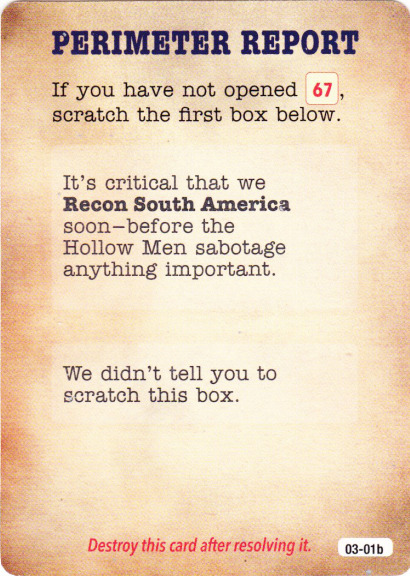 PERIMETER REPORT
If you have not opened 67,
scratch the first box below.
It's critical that we
Recon South America
soon–before the
Hollow Men sabotage
anything important.
We didn't tell you to
scratch this box.
Destroy this card after resolving it.
03-01b